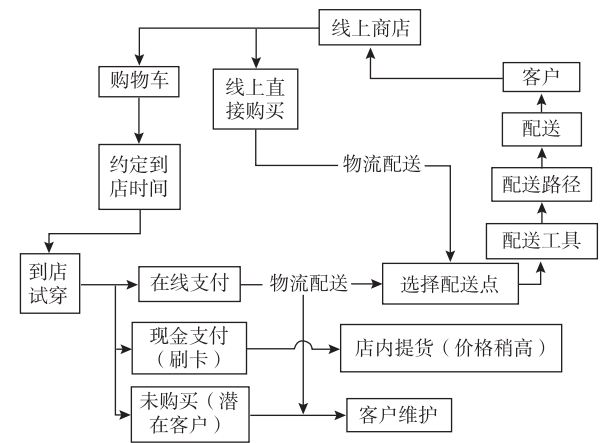 线上商店
购物车
线上直
接购买
客户
配送
约定到
店时间
物流配送
配送路径
配送工具
到店
试穿
在线支付
物流配送
选择配送点
现金支付
（刷卡）
店内提货（价格稍高）
未购买（潜
在客户）
客户维护